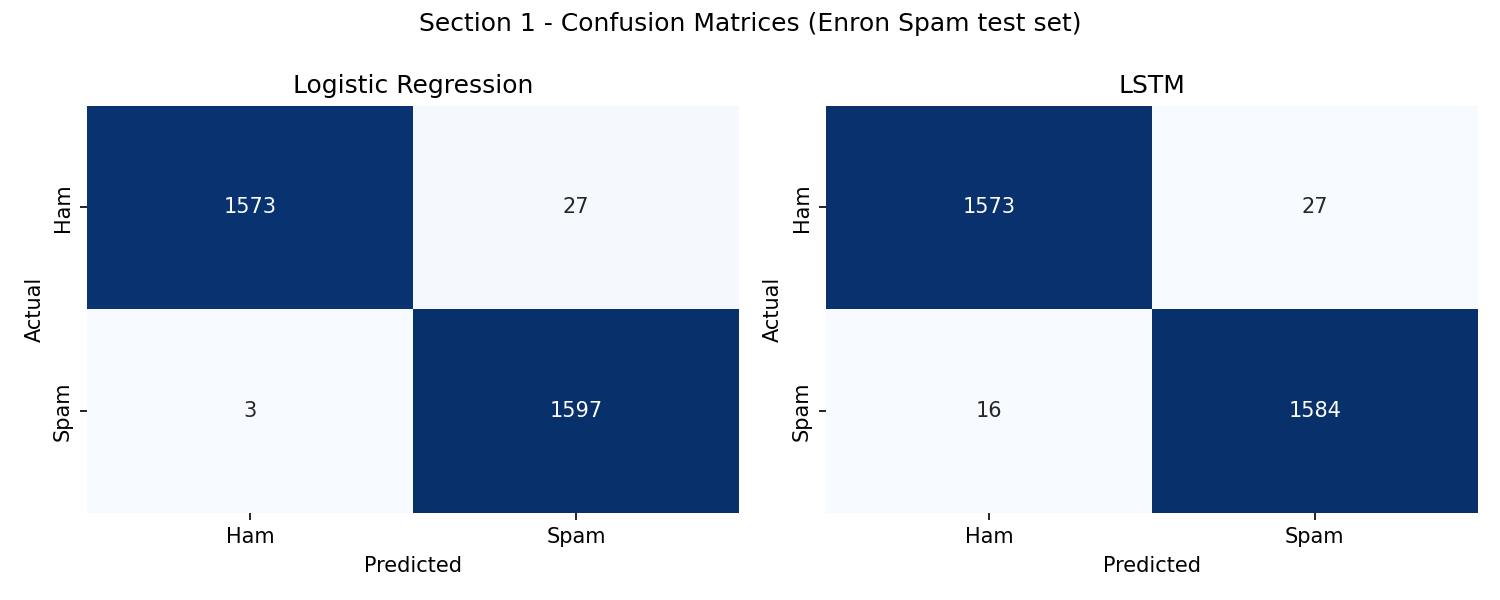 Section 1 - Confusion Matrices (Enron Spam test set)
Logistic Regression
Actual
Ham
1573
27
Spam
3
1597
Ham
Spam
Predicted
LSTM
Actual
Ham
1573
27
Spam
16
1584
Ham
Spam
Predicted